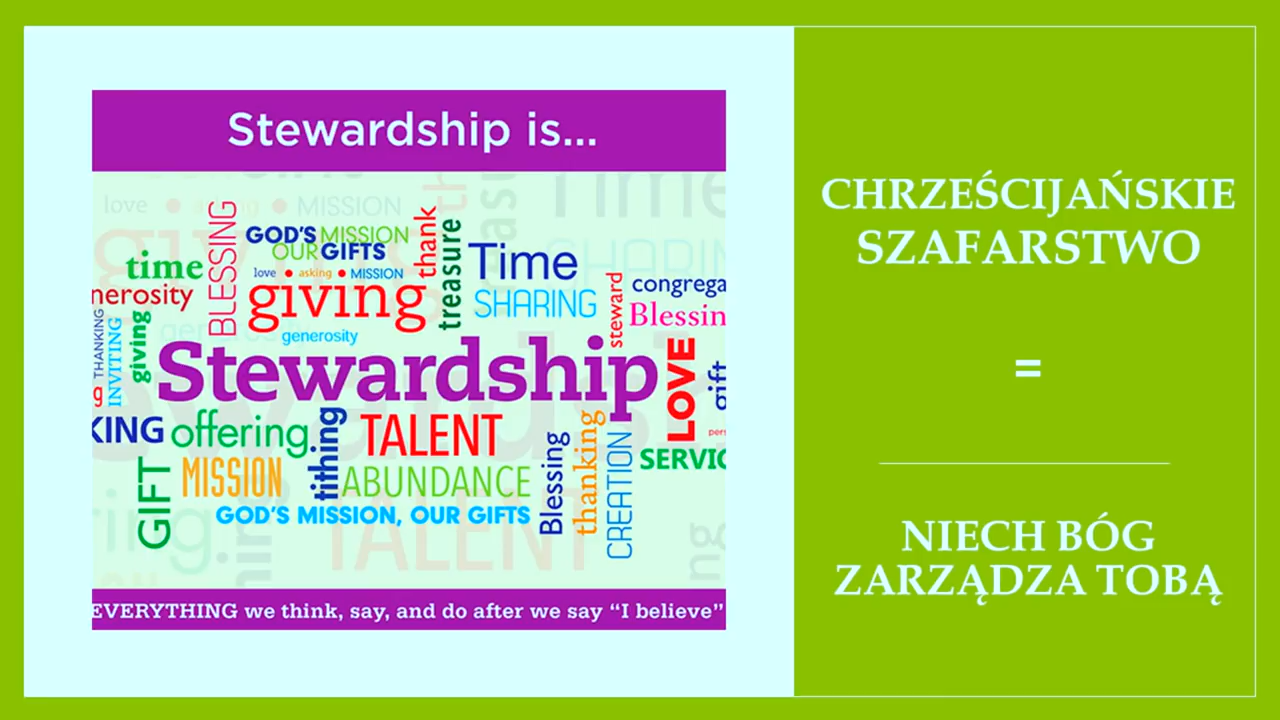 Stewardship is...
love • asking • MISSION
BLESSING
GOD'S MISSION
OUR GIFTS
thank
treasure
time
love • asking • MISSION
Time
nerosity
giving
SHARING
steward
congrega
Blessin
THANKING
INVITING
giving
generosity
Stewardship
LOVE
gift
KING
offering
tithing
TALENT
GIFT
MISSION
ABUNDANCE
Blessing
thanking
CREATION
SERVIC
GOD'S MISSION, OUR GIFTS
EVERYTHING we think, say, and do after we say “I believe”
CHRZEŚCIJAŃSKIE
SZAFARSTWO
=
NIECH BÓG
ZARZĄDZA TOBĄ